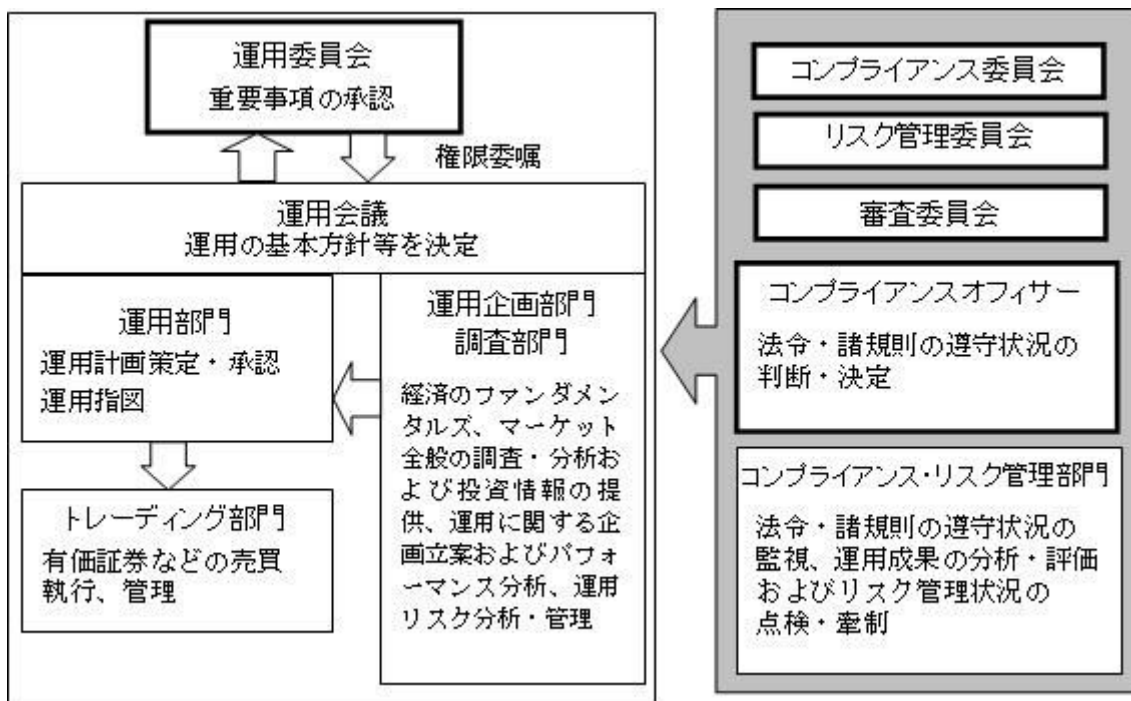 運用委員会
重要事項の承認
権限委嘱
運用会議
運用の基本方針等を決定
運用部門
運用計画策定・承認
運用指図
トレーディング部門
有価証券などの売買
執行、管理
運用企画部門
調査部門
経済のファンダメン
タルズ、マーケット
全般の調査・分析お
よび投資情報の提
供、運用に関する企
画立案およびパフォ
ーマンス分析、運用
リスク分析・管理
コンプライアンス委員会
リスク管理委員会
審査委員会
コンプライアンスオフィサー
法令・諸規則の遵守状況の
判断・決定
コンプライアンス・リスク管理部門
法令・諸規則の遵守状況の
監視、運用成果の分析・評価
およびリスク管理状況の
点検・牽制